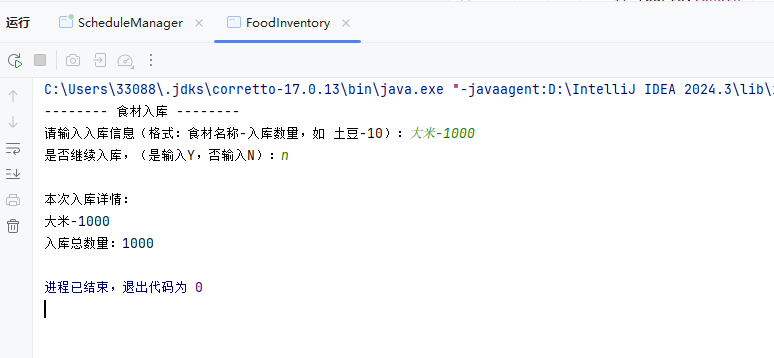 运行
ScheduleManager
FoodInventory
C:\Users\33088\.jdks\corretto-17.0.13\bin\java.exe "-javaagent:D:\IntelliJ IDEA 2024.3\lib\
-------- 食材入库 --------
请输入入库信息（格式：食材名称-入库数量，如 土豆-10）：大米-1000
是否继续入库，（是输入Y，否输入N）：n
本次入库详情：
大米-1000
入库总数量：1000
进程已结束，退出代码为 0